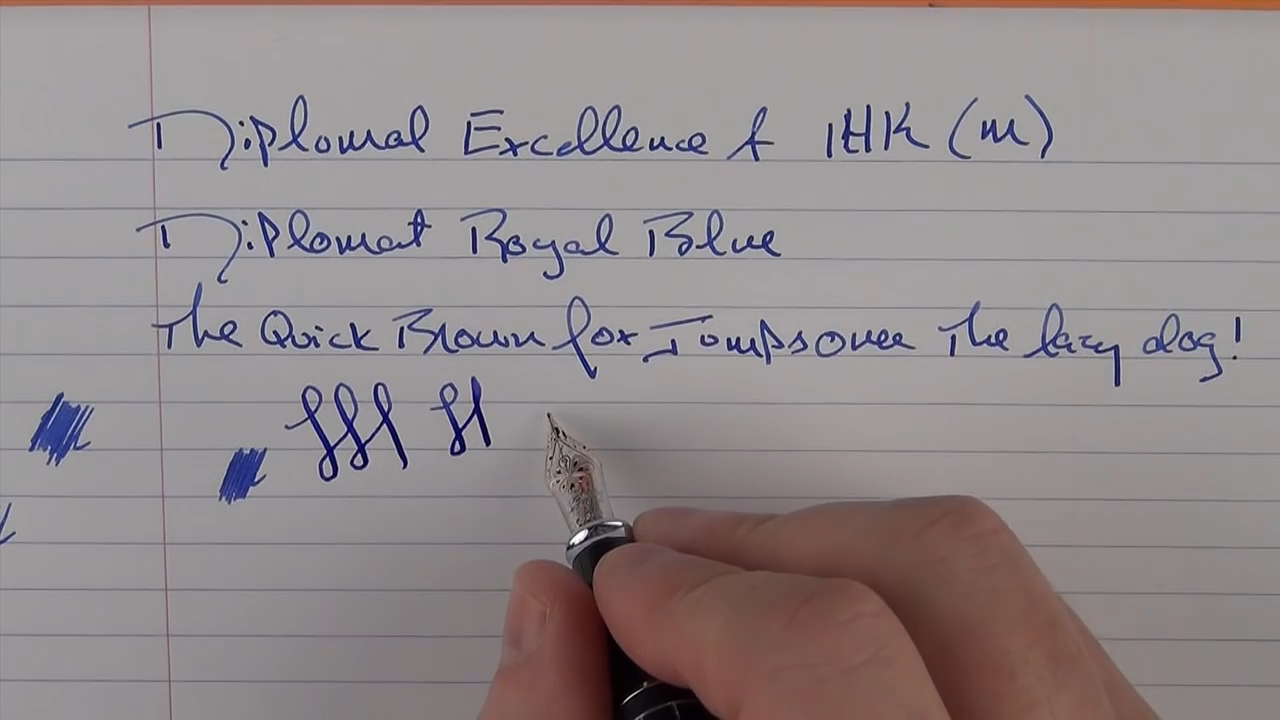 Diplomat Excellence A 14K (M)
Diplomat Royal Blue
The Quick Brown fox Jumps over The lazy dog!